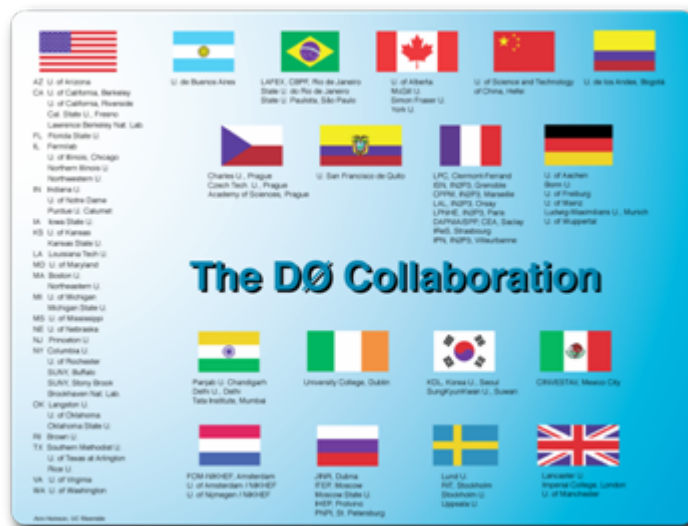 AZ U. of Arizona
CA U. of California, Berkeley
U. of California, Riverside
Cal. State U., Fresno
Lawrence Berkeley Nat. Lab.
FL Florida State U.
IL Fermilab
U. of Illinois, Chicago
Northern Illinois U.
Northwestern U.
IN Indiana U.
U. of Notre Dame
Purdue U. Calumet
IA Iowa State U.
KS U. of Kansas
Kansas State U.
LA Louisiana Tech U.
MD U. of Maryland
MA Boston U.
Northeastern U.
MI U. of Michigan
Michigan State U.
MS U. of Mississippi
NE U. of Nebraska
NJ Princeton U.
NY Columbia U.
U. of Rochester
SUNY, Buffalo
SUNY, Stony Brook
Brookhaven Nat. Lab.
OK Langston U.
U. of Oklahoma
Oklahoma State U.
RI Brown U.
TX Southern Methodist U.
U. of Texas at Arlington
Rice U.
VA U. of Virginia
WA U. of Washington
U. de Buenos Aires
LAFEX, CBPF, Rio de Janeiro
State U. do Rio de Janeiro
State U. Paulista, São Paulo
U. of Alberta
McGill U.
Simon Fraser U.
York U.
U. of Science and Technology
of China, Hefei
U. de los Andes, Bogotá
Charles U., Prague
Czech Tech. U., Prague
Academy of Sciences, Prague
U. San Francisco de Quito
LPC, Clermont-Ferrand
ISN, IN2P3, Grenoble
CPPM, IN2P3, Marseille
LAL, IN2P3, Orsay
LPNHE, IN2P3, Paris
DAPNIA/SPP, CEA, Saclay
IReS, Strasbourg
IPN, IN2P3, Villeurbanne
U. of Aachen
Bonn U.
U. of Freiburg
U. of Mainz
Ludwig-Maximilians U., Munich
U. of Wuppertal
The DØ Collaboration
Panjab U. Chandigarh
Delhi U., Delhi
Tata Institute, Mumbai
University College, Dublin
KDL, Korea U., Seoul
SungKyunKwan U., Suwon
CINVESTAV, Mexico City
FOM-NIKHEF, Amsterdam
U. of Amsterdam / NIKHEF
U. of Nijmegen / NIKHEF
JINR, Dubna
ITEP, Moscow
Moscow State U.
IHEP, Protvino
PNPI, St. Petersburg
Lund U.
RIT, Stockholm
Stockholm U.
Uppsala U.
Lancaster U.
Imperial College, London
U. of Manchester
UC Riverside